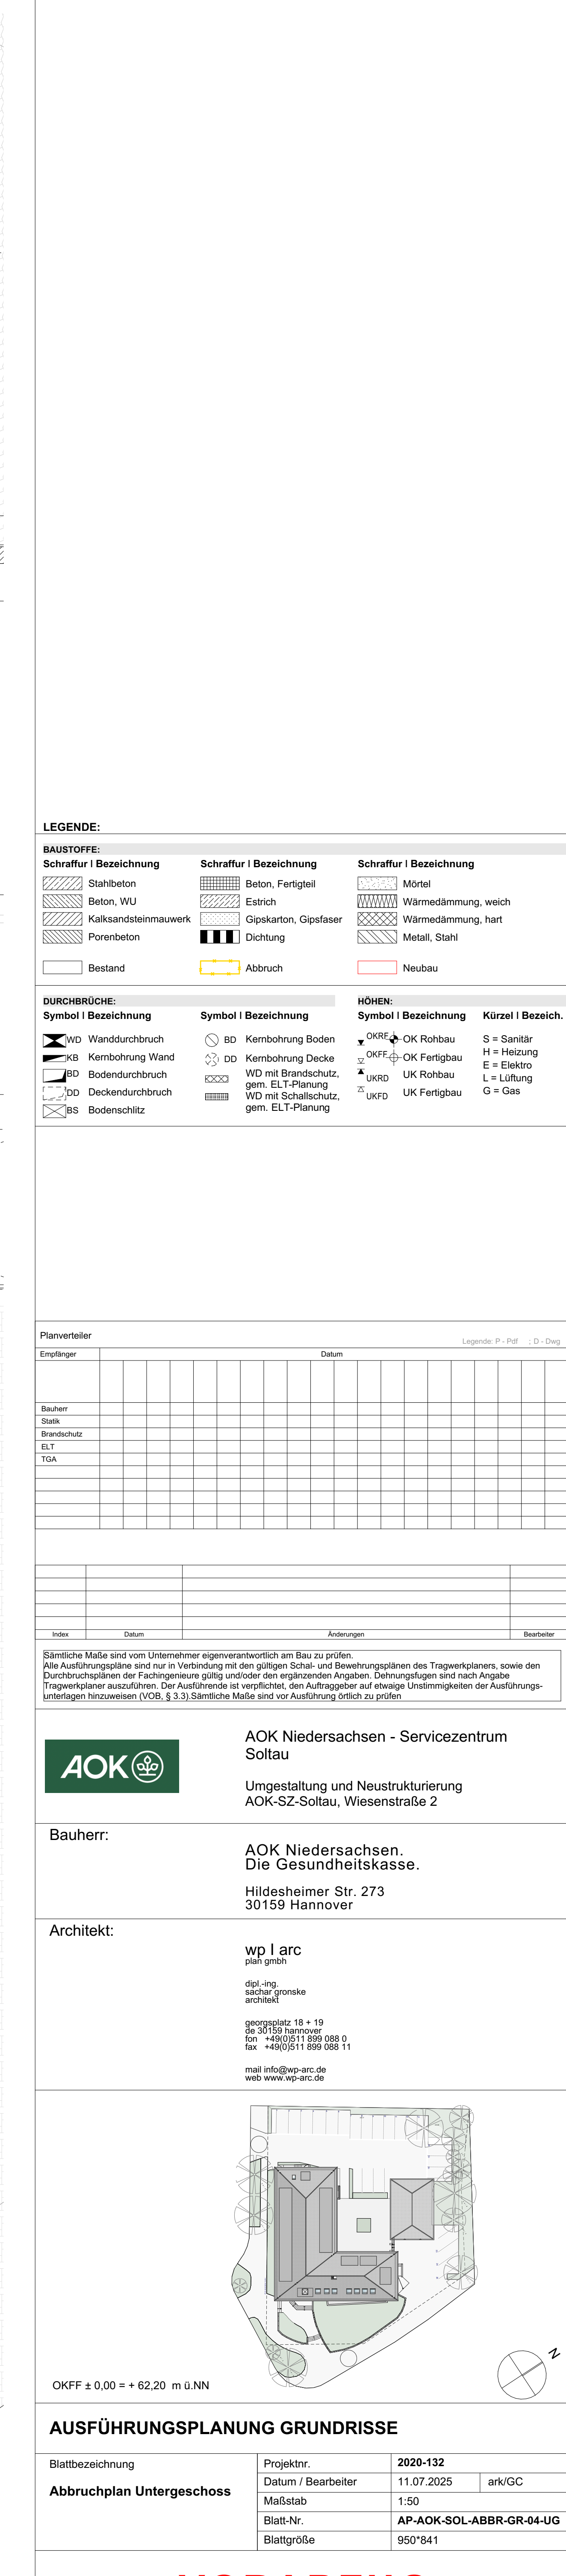 LEGENDE:
BAUSTOFFE:
Schraffur I Bezeichnung
Schraffur I Bezeichnung
Schraffur I Bezeichnung
Stahlbeton
Beton, Fertigteil
Mörtel
Beton, WU
Estrich
Wärmedämmung, weich
Kalksandsteinmauwerk
Gipskarton, Gipsfaser
Wärmedämmung, hart
Porenbeton
Dichtung
Metall, Stahl
Bestand
Abbruch
Neubau
DURCHBRÜCHE:
HÖHEN:
Symbol I Bezeichnung
Symbol I Bezeichnung
Symbol I Bezeichnung
Kürzel I Bezeich.
WD Wanddurchbruch
KB Kernbohrung Wand
BD Bodendurchbruch
DD Deckendurchbruch
BS Bodenschlitz
BD Kernbohrung Boden
DD Kernbohrung Decke
WD mit Brandschutz,
gem. ELT-Planung
WD mit Schallschutz,
gem. ELT-Planung
OKRF OK Rohbau
OKFF OK Fertigbau
UKRD UK Rohbau
UKFD UK Fertigbau
S = Sanitär
H = Heizung
E = Elektro
L = Lüftung
G = Gas
Planverteiler
Legende: P - Pdf ; D - Dwg
Empfänger
Datum
Bauherr
Statik
Brandschutz
ELT
TGA
Index Datum Änderungen Bearbeiter
Sämtliche Maße sind vom Unternehmer eigenverantwortlich am Bau zu prüfen.
Alle Ausführungspläne sind nur in Verbindung mit den gültigen Schal- und Bewehrungsplänen des Tragwerkplaners, sowie den
Durchbruchsplänen der Fachingenieure gültig und/oder den ergänzenden Angaben. Dehnungsfugen sind nach Angabe
Tragwerkplaner auszuführen. Der Ausführende ist verpflichtet, den Auftraggeber auf etwaige Unstimmigkeiten der Ausführungs-
unterlagen hinzuweisen (VOB, § 3.3).Sämtliche Maße sind vor Ausführung örtlich zu prüfen
AOK
AOK Niedersachsen - Servicezentrum
Soltau
Umgestaltung und Neustrukturierung
AOK-SZ-Soltau, Wiesenstraße 2
Bauherr:
AOK Niedersachsen.
Die Gesundheitskasse.
Hildesheimer Str. 273
30159 Hannover
Architekt:
wp I arc
plan gmbh
dipl.-ing.
sachar gronske
architekt
georgsplatz 18 + 19
de 30159 hannover
fon +49(0)511 899 088 0
fax +49(0)511 899 088 11
mail info@wp-arc.de
web www.wp-arc.de
N
OKFF ± 0,00 = + 62,20 m ü.NN
AUSFÜHRUNGSPLANUNG GRUNDRISSE
Blattbezeichnung
Abbruchplan Untergeschoss
Projektnr. 2020-132
Datum / Bearbeiter 11.07.2025 ark/GC
Maßstab 1:50
Blatt-Nr. AP-AOK-SOL-ABBR-GR-04-UG
Blattgröße 950*841